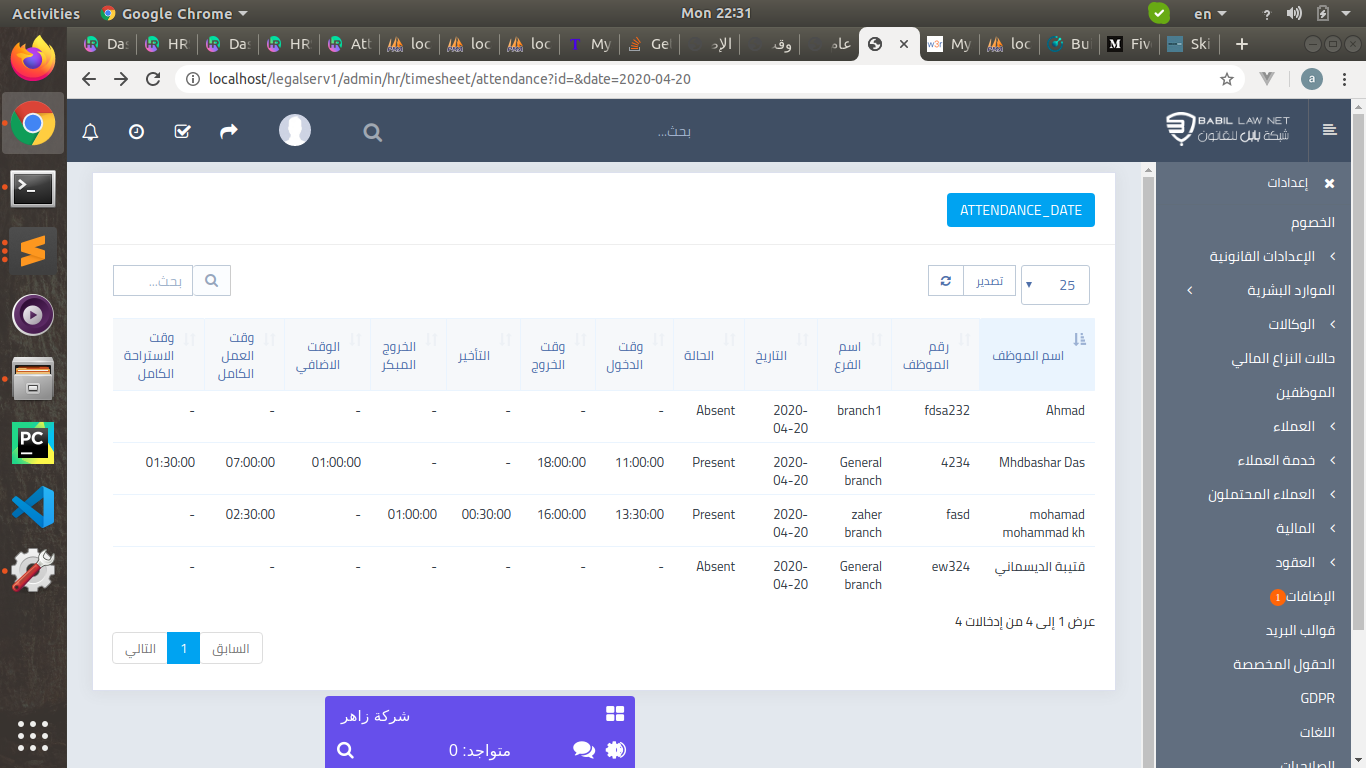 Activities
Google Chrome
Mon 22:31
en
Das
HR
Das
HR
Att
loc
loc
loc
My
Ge
الإ
وقـ
عام
My
loc
Bu
Five
Ski
localhost/legalserv1/admin/hr/timesheet/attendance?id=&date=2020-04-20
a
بحث...
BABIL LAW NET
شبكة بابل للقانون
إعدادات
الخصوم
الإعدادات القانونية
الموارد البشرية
الوكالات
حالات النزاع المالي
الموظفين
العملاء
خدمة العملاء
العملاء المحتملون
المالية
العقود
الإضافات 1
قوالب البريد
الحقول المخصصة
GDPR
اللغات
الصلاحيات
ATTENDANCE_DATE
25
تصدير
بحث...
اسم الموظف
رقم الموظف
اسم الفرع
التاريخ
الحالة
وقت الدخول
وقت الخروج
التأخير
الخروج المبكر
الوقت الاضافي
وقت العمل الكامل
وقت الاستراحة الكامل
Ahmad fdsa232 branch1 2020-04-20 Absent - - - - - - -
Mhdbashar Das 4234 General branch 2020-04-20 Present 11:00:00 18:00:00 - - 01:00:00 07:00:00 01:30:00
mohamad mohammad kh fasd zaher branch 2020-04-20 Present 13:30:00 16:00:00 00:30:00 01:00:00 - 02:30:00 -
قتيبة الديسماني ew324 General branch 2020-04-20 Absent - - - - - - -
عرض 1 إلى 4 من إدخالات 4
السابق
1
التالي
شركة زاهر
متواجد: 0
PC